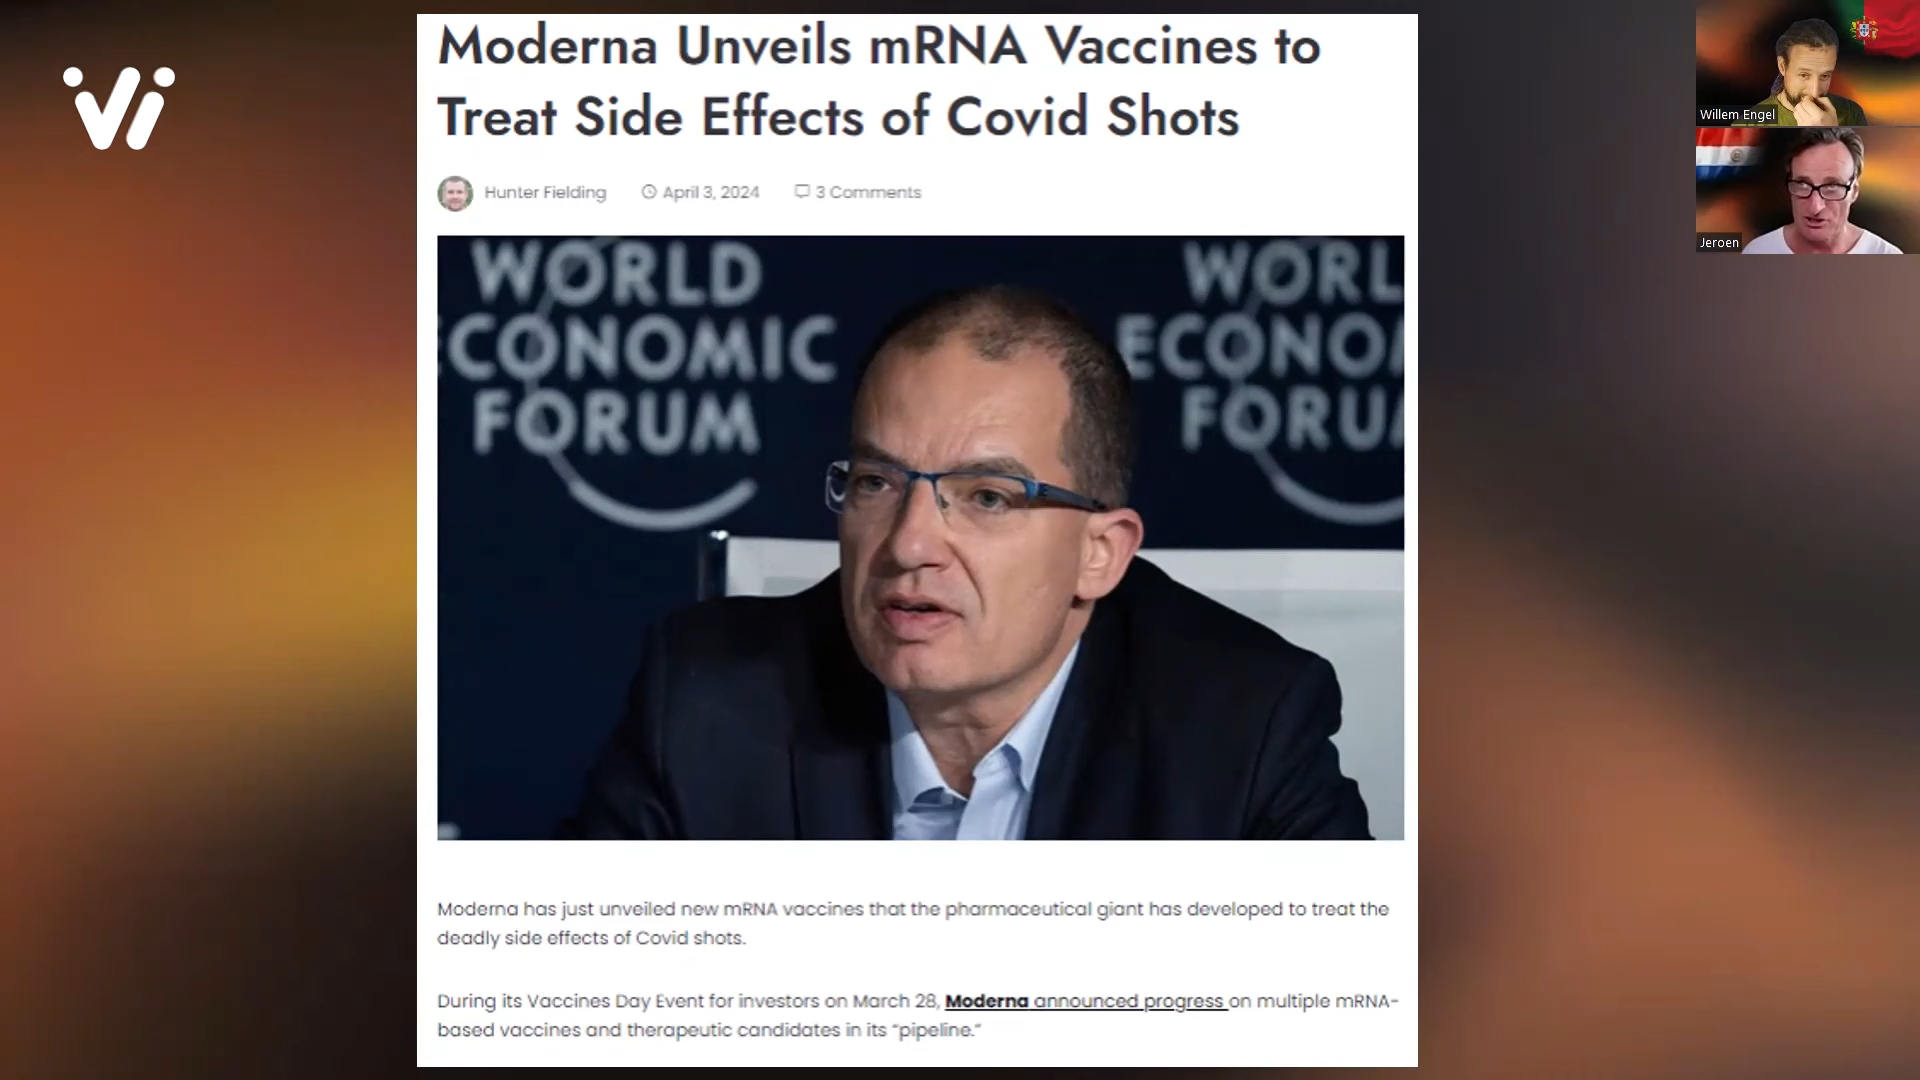 Moderna Unveils mRNA Vaccines to
Treat Side Effects of Covid Shots
Hunter Fielding April 3, 2024 3 Comments
WORLD
ECONOMIC
FORUM
WORL
ECONO
FORU
Moderna has just unveiled new mRNA vaccines that the pharmaceutical giant has developed to treat the
deadly side effects of Covid shots.
During its Vaccines Day Event for investors on March 28, Moderna announced progress on multiple mRNA-
based vaccines and therapeutic candidates in its “pipeline.”
Willem Engel
Jeroen
Vi